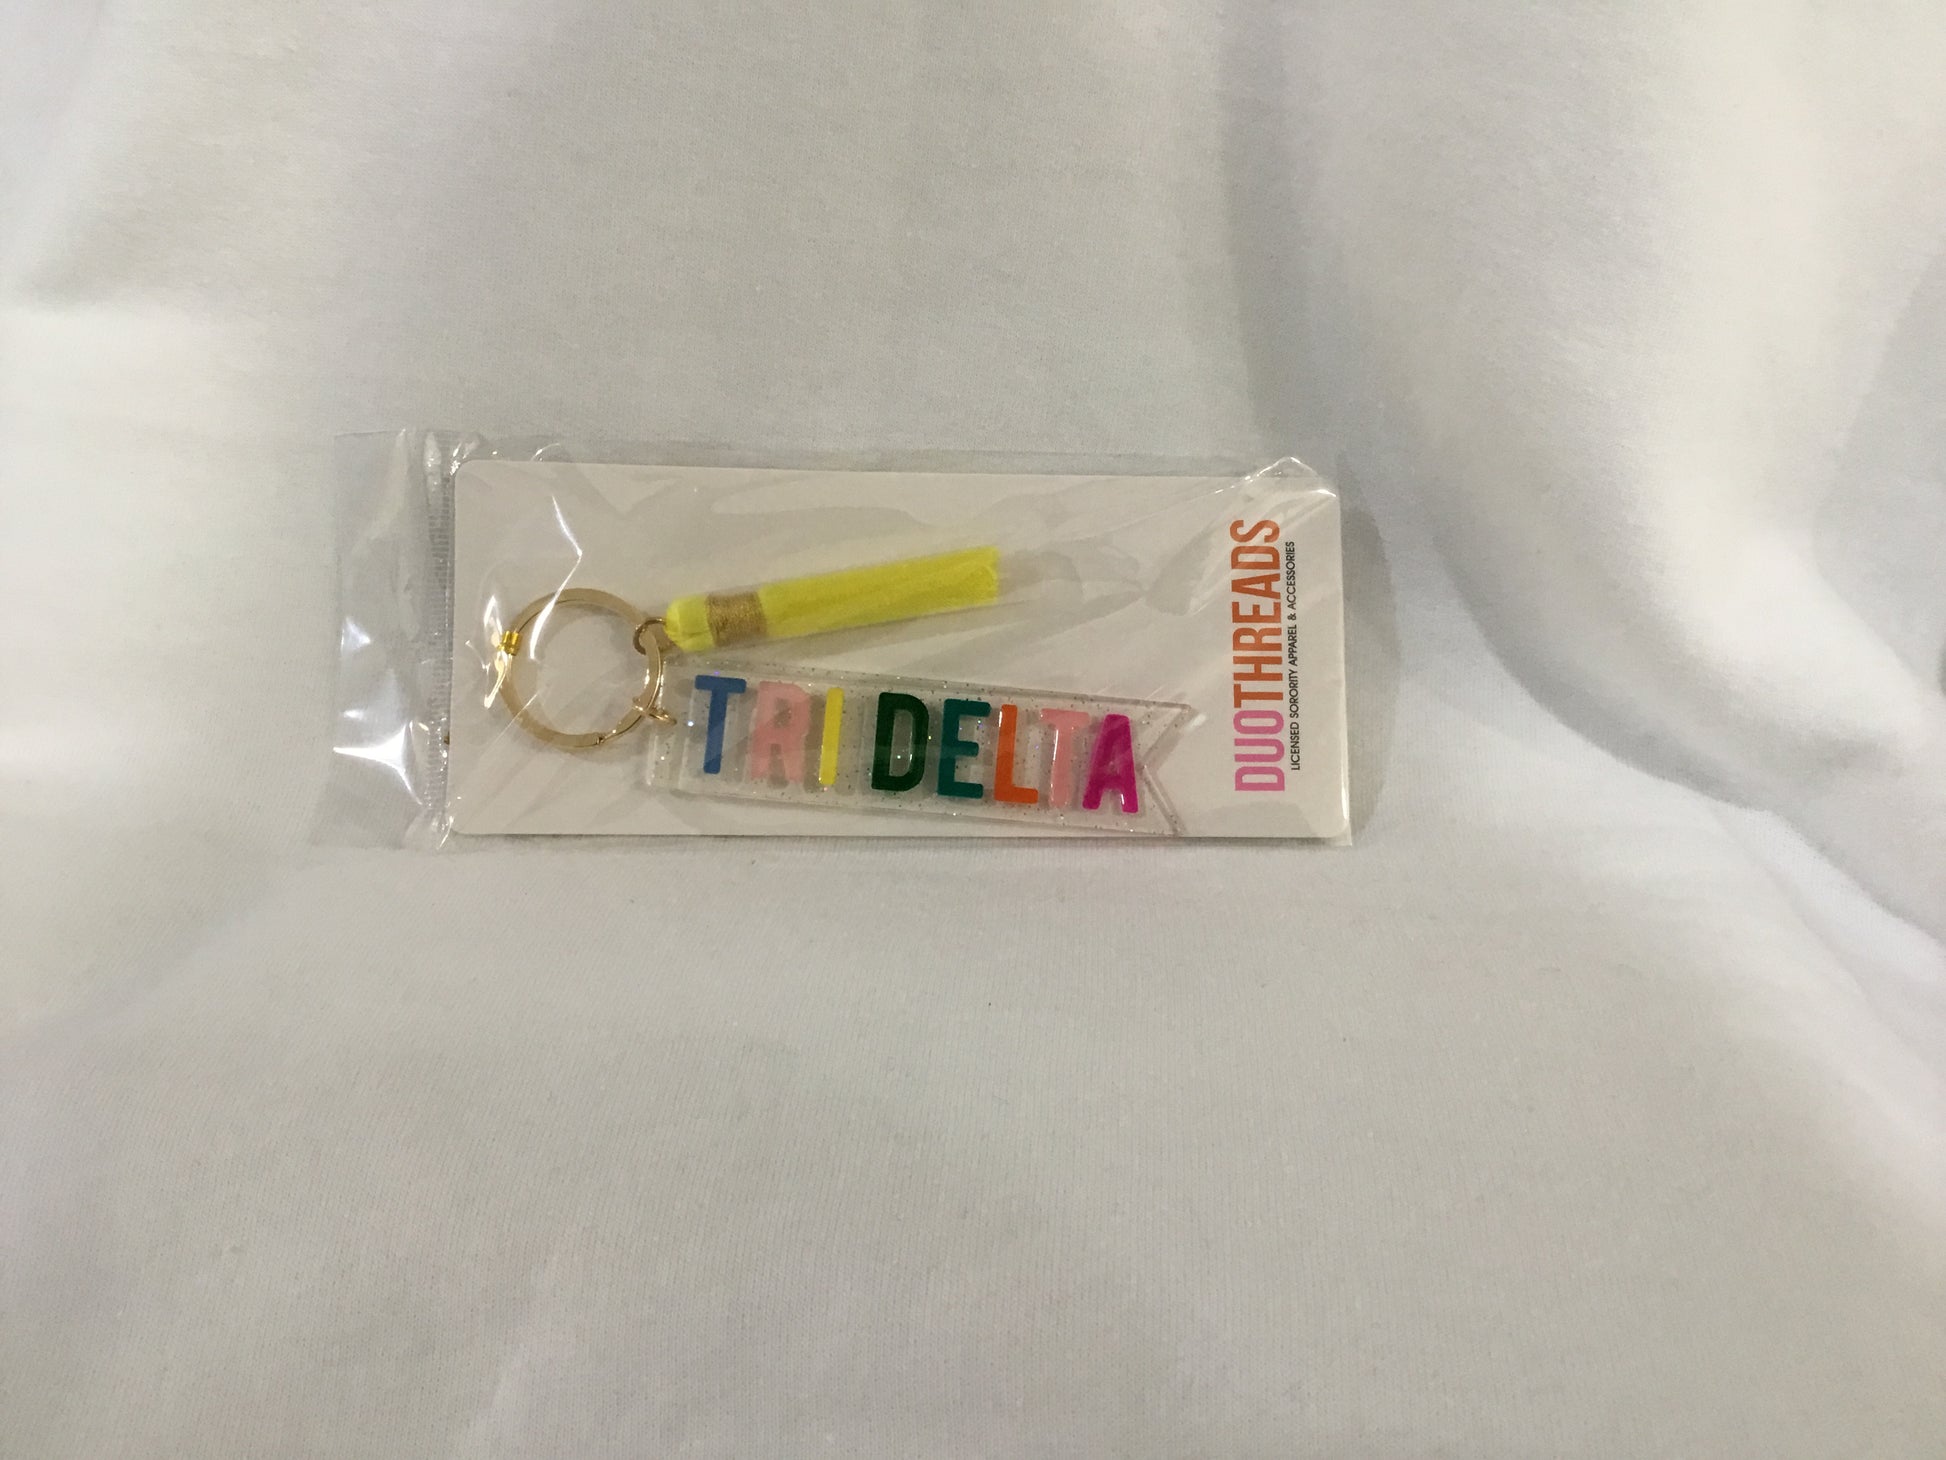 TRI DELTA
DUOTHREADS
LICENSED SORORITY APPAREL & ACCESSORIES